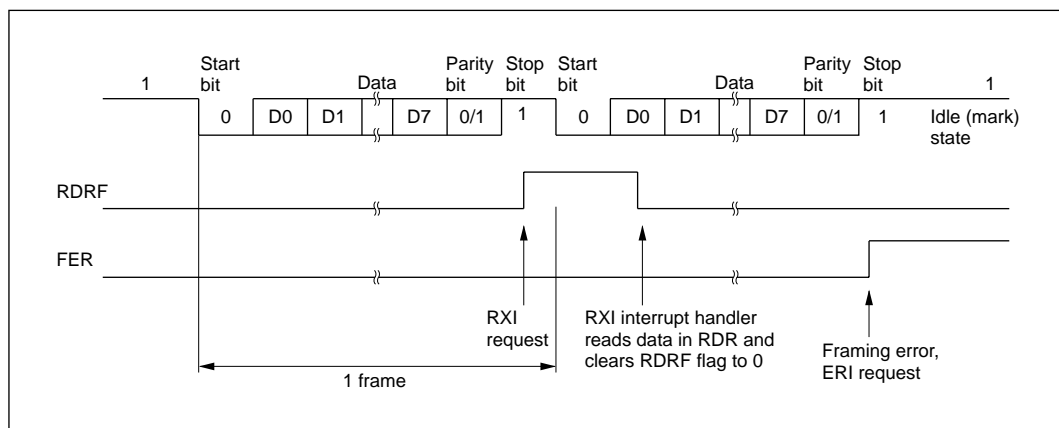 1
Start bit
Data
Parity bit
Stop bit
Start bit
Data
Parity bit
Stop bit
1
0
D0
D1
D7
0/1
1
0
D0
D1
D7
0/1
1
Idle (mark) state
RDRF
FER
RXI
request
RXI interrupt handler
reads data in RDR and
clears RDRF flag to 0
Framing error,
ERI request
1 frame